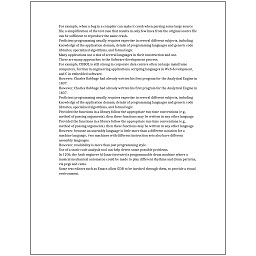 For example, when a bug in a compiler can make it crash when parsing some large source
file, a simplification of the test case that results in only few lines from the original source file
can be sufficient to reproduce the same crash.
Proficient programming usually requires expertise in several different subjects, including
knowledge of the application domain, details of programming languages and generic code
libraries, specialized algorithms, and formal logic.
Many applications use a mix of several languages in their construction and use.
There are many approaches to the Software development process.
For example, COBOL is still strong in corporate data centers often on large mainframe
computers, Fortran in engineering applications, scripting languages in Web development,
and C in embedded software.
However, Charles Babbage had already written his first program for the Analytical Engine in
1837.
However, Charles Babbage had already written his first program for the Analytical Engine in
1837.
Proficient programming usually requires expertise in several different subjects, including
knowledge of the application domain, details of programming languages and generic code
libraries, specialized algorithms, and formal logic.
Provided the functions in a library follow the appropriate run-time conventions (e.g.,
method of passing arguments), then these functions may be written in any other language.
Provided the functions in a library follow the appropriate run-time conventions (e.g.,
method of passing arguments), then these functions may be written in any other language.
However, because an assembly language is little more than a different notation for a
machine language, two machines with different instruction sets also have different
assembly languages.
However, readability is more than just programming style.
Use of a static code analysis tool can help detect some possible problems.
In 1206, the Arab engineer Al-Jazari invented a programmable drum machine where a
musical mechanical automaton could be made to play different rhythms and drum patterns,
via pegs and cams.
Some text editors such as Emacs allow GDB to be invoked through them, to provide a visual
environment.